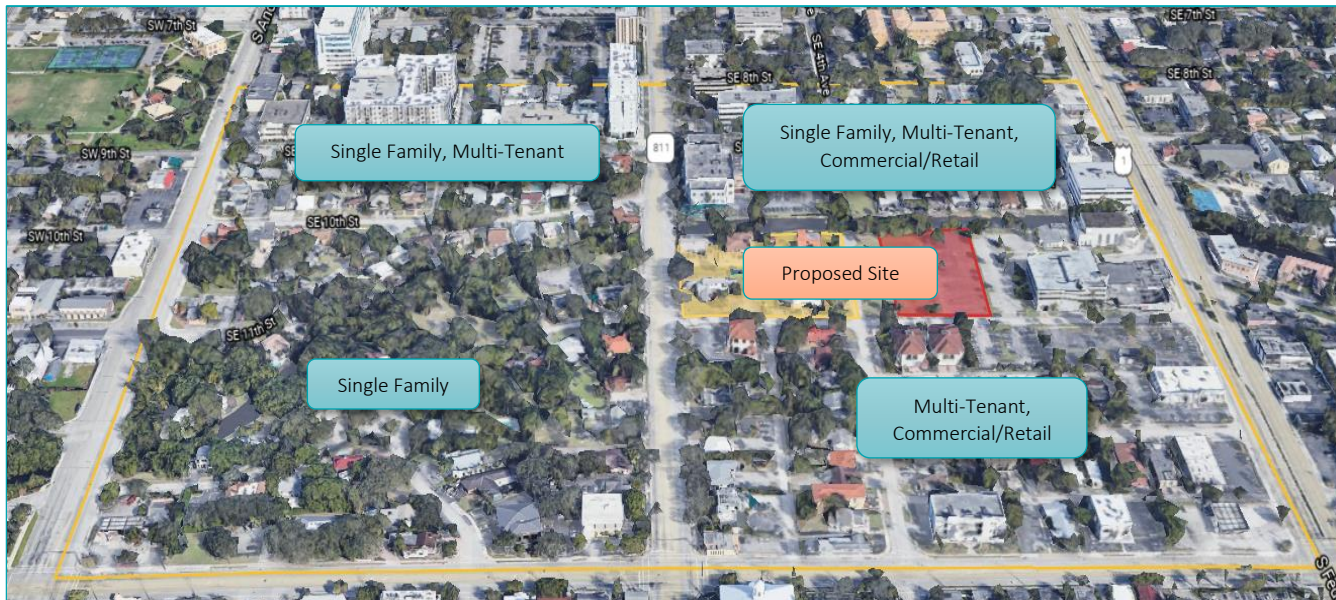 SW 7th St
S An
SE 7th St
SE 8th St
SE 8th St
SE 4th Ave
Single Family, Multi-Tenant
Single Family, Multi-Tenant,
Commercial/Retail
SW 9th St
811
1
SE 10th St
SW 10th St
Proposed Site
SE 11th St
Single Family
Multi-Tenant,
Commercial/Retail
S Fe